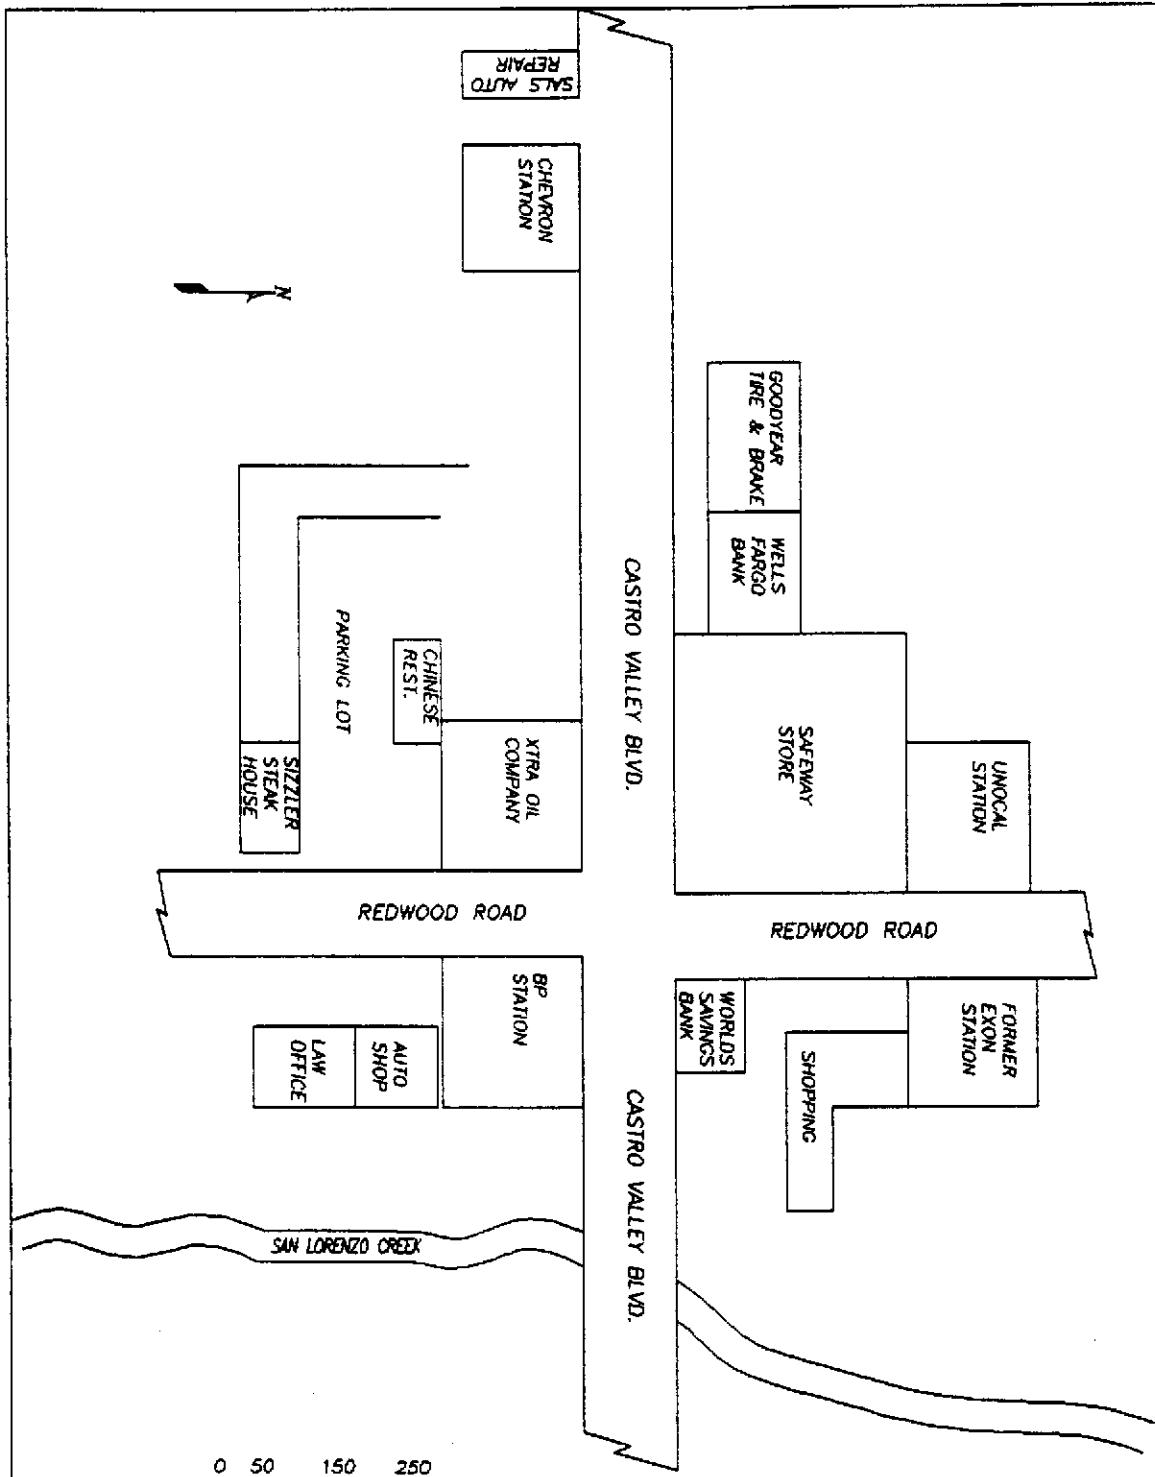 SALS AUTO
REPAIR
CHEVRON
STATION
N
GOODYEAR
TIRE & BRAKE
WELLS
FARGO
BANK
CASTRO VALLEY BLVD.
PARKING LOT
CHINESE
REST.
XTRA OIL
COMPANY
SAFEWAY
STORE
UNOCAL
STATION
SIZZLER
STEAK
HOUSE
REDWOOD ROAD
REDWOOD ROAD
BP
STATION
WORLDS
SAVINGS
BANK
FORMER
EXON
STATION
LAW
OFFICE
AUTO
SHOP
SHOPPING
CASTRO VALLEY BLVD.
SAN LORENZO CREEK
0 50 150 250